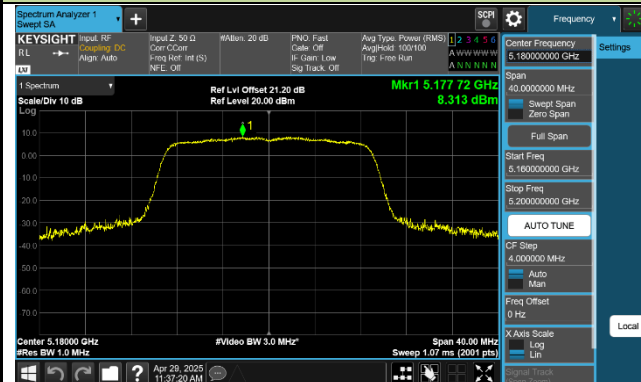 Spectrum Analyzer 1
Swept SA
+
SCPI
Frequency
KEYSIGHT
RL
LXI
Input: RF
Coupling: DC
Align: Auto
Input Z: 50 Ω
Corr CCorr
Freq Ref: Int (S)
NFE: Off
#Atten: 20 dB
PNO: Fast
Gate: Off
IF Gain: Low
Sig Track: Off
Avg Type: Power (RMS)
Avg|Hold: 100/100
Trig: Free Run
1 2 3 4 5 6
A W W W W W
A N N N N N
1 Spectrum
Scale/Div 10 dB
Log
Ref Lvl Offset 21.20 dB
Ref Level 20.00 dBm
Mkr1 5.177 72 GHz
8.313 dBm
1
10.0
0.00
-10.0
-20.0
-30.0
-40.0
-50.0
-60.0
-70.0
Center 5.18000 GHz
#Res BW 1.0 MHz
#Video BW 3.0 MHz*
Span 40.00 MHz
Sweep 1.07 ms (2001 pts)
?
Apr 29, 2025
11:37:20 AM
Center Frequency
5.180000000 GHz
Settings
Span
40.0000000 MHz
Swept Span
Zero Span
Full Span
Start Freq
5.160000000 GHz
Stop Freq
5.200000000 GHz
AUTO TUNE
CF Step
4.000000 MHz
Auto
Man
Freq Offset
0 Hz
X Axis Scale
Log
Lin
Local
Signal Track